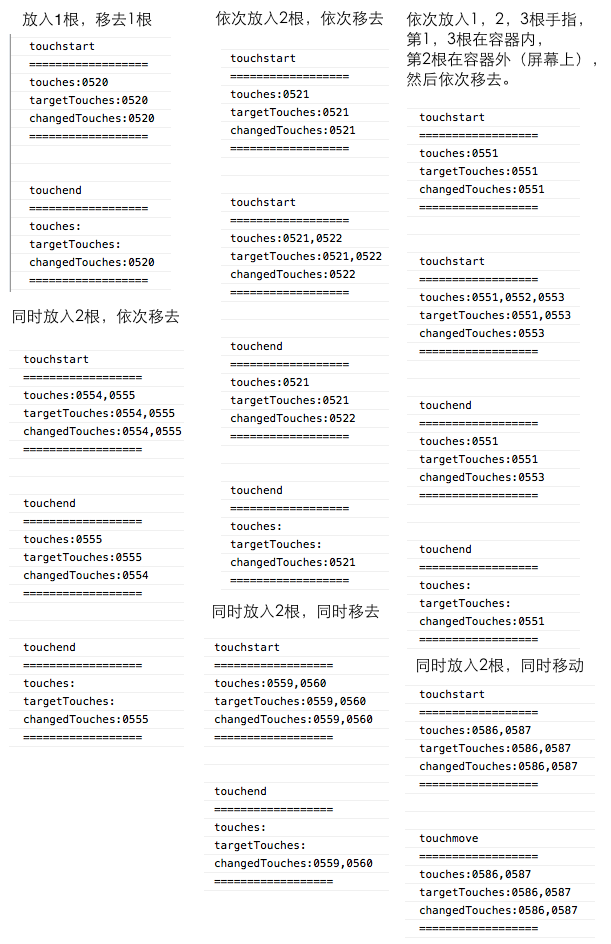 放入1根，移去1根
touchstart
==================
touches:0520
targetTouches:0520
changedTouches:0520
==================
touchend
==================
touches:
targetTouches:
changedTouches:0520
==================
同时放入2根，依次移去
touchstart
==================
touches:0554,0555
targetTouches:0554,0555
changedTouches:0554,0555
==================
touchend
==================
touches:0555
targetTouches:0555
changedTouches:0554
==================
touchend
==================
touches:
targetTouches:
changedTouches:0555
==================
依次放入2根，依次移去
touchstart
==================
touches:0521
targetTouches:0521
changedTouches:0521
==================
touchstart
==================
touches:0521,0522
targetTouches:0521,0522
changedTouches:0522
==================
touchend
==================
touches:0521
targetTouches:0521
changedTouches:0522
==================
touchend
==================
touches:
targetTouches:
changedTouches:0521
==================
同时放入2根，同时移去
touchstart
==================
touches:0559,0560
targetTouches:0559,0560
changedTouches:0559,0560
==================
touchend
==================
touches:
targetTouches:
changedTouches:0559,0560
==================
依次放入1，2，3根手指，
第1，3根在容器内，
第2根在容器外（屏幕上），
然后依次移去。
touchstart
==================
touches:0551
targetTouches:0551
changedTouches:0551
==================
touchstart
==================
touches:0551,0552,0553
targetTouches:0551,0553
changedTouches:0553
==================
touchend
==================
touches:0551
targetTouches:0551
changedTouches:0553
==================
touchend
==================
touches:
targetTouches:
changedTouches:0551
==================
同时放入2根，同时移动
touchstart
==================
touches:0586,0587
targetTouches:0586,0587
changedTouches:0586,0587
==================
touchmove
==================
touches:0586,0587
targetTouches:0586,0587
changedTouches:0586,0587
==================